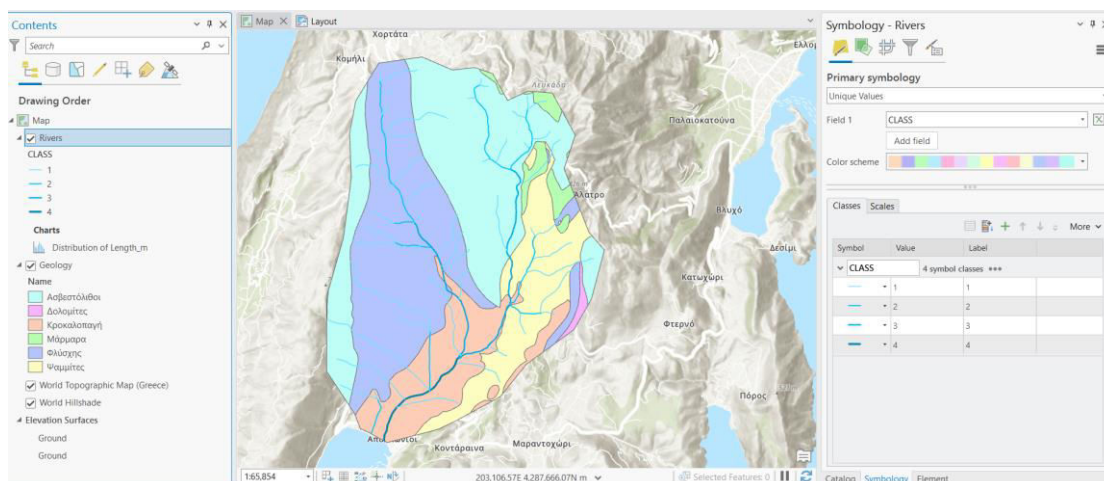 Contents
Search
Drawing Order
Map
Rivers
CLASS
1
2
3
4
Charts
Distribution of Length_m
Geology
Name
Ασβεστόλιθοι
Δολομίτες
Κροκαλοπαγή
Μάρμαρα
Φλύσχης
Ψαμμίτες
World Topographic Map (Greece)
World Hillshade
Elevation Surfaces
Ground
Ground
Map
Layout
Χορτάτα
Κομήλι
Λευκάδα
Παλαιοκατούνα
Αλάτρο
Βλυχό
Δεσίμι
Κατωχώρι
Φτερνό
Πόρος
Κοντάραινα
Μαραντοχώρι
1:65,854
203,106.57E 4,287,666.07N m
Selected Features: 0
Symbology - Rivers
Primary symbology
Unique Values
Field 1
CLASS
Add field
Color scheme
Classes
Scales
More
Symbol
Value
Label
CLASS
4 symbol classes
1
1
2
2
3
3
4
4
Catalog
Symbology
Element